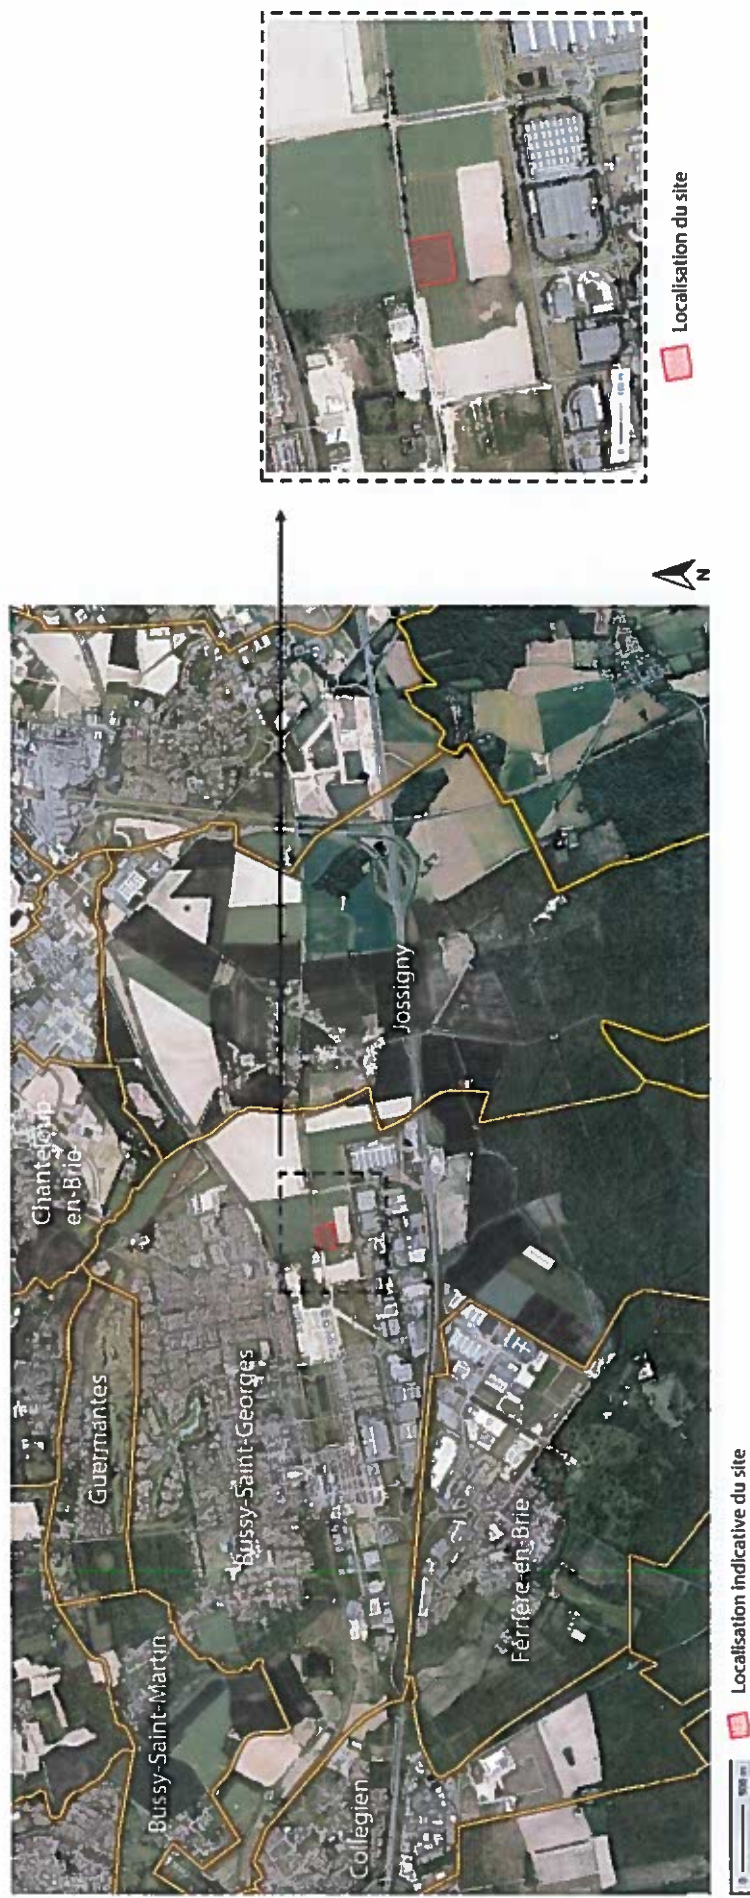 Chanteloup-
en-Brie
Guermantes
Bussy-Saint-Martin
Bussy-Saint-Georges
Jossigny
Collégien
Ferrière-en-Brie
N
Localisation indicative du site
Localisation du site